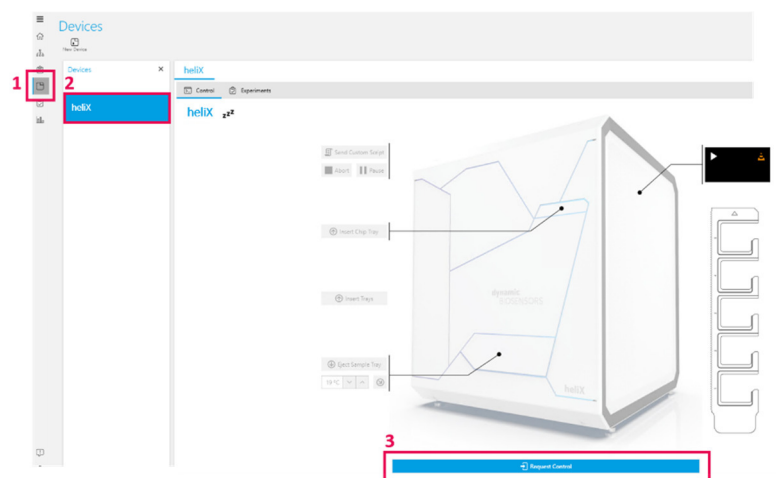 Devices
New Device
1
2
Devices
heliX
heliX
Control
Experiments
heliX zzz
Send Custom Script
Abort
Pause
Insert Chip Tray
Insert Trays
dynamic
BIOSENSORS
Eject Sample Tray
heliX
3
Request Control